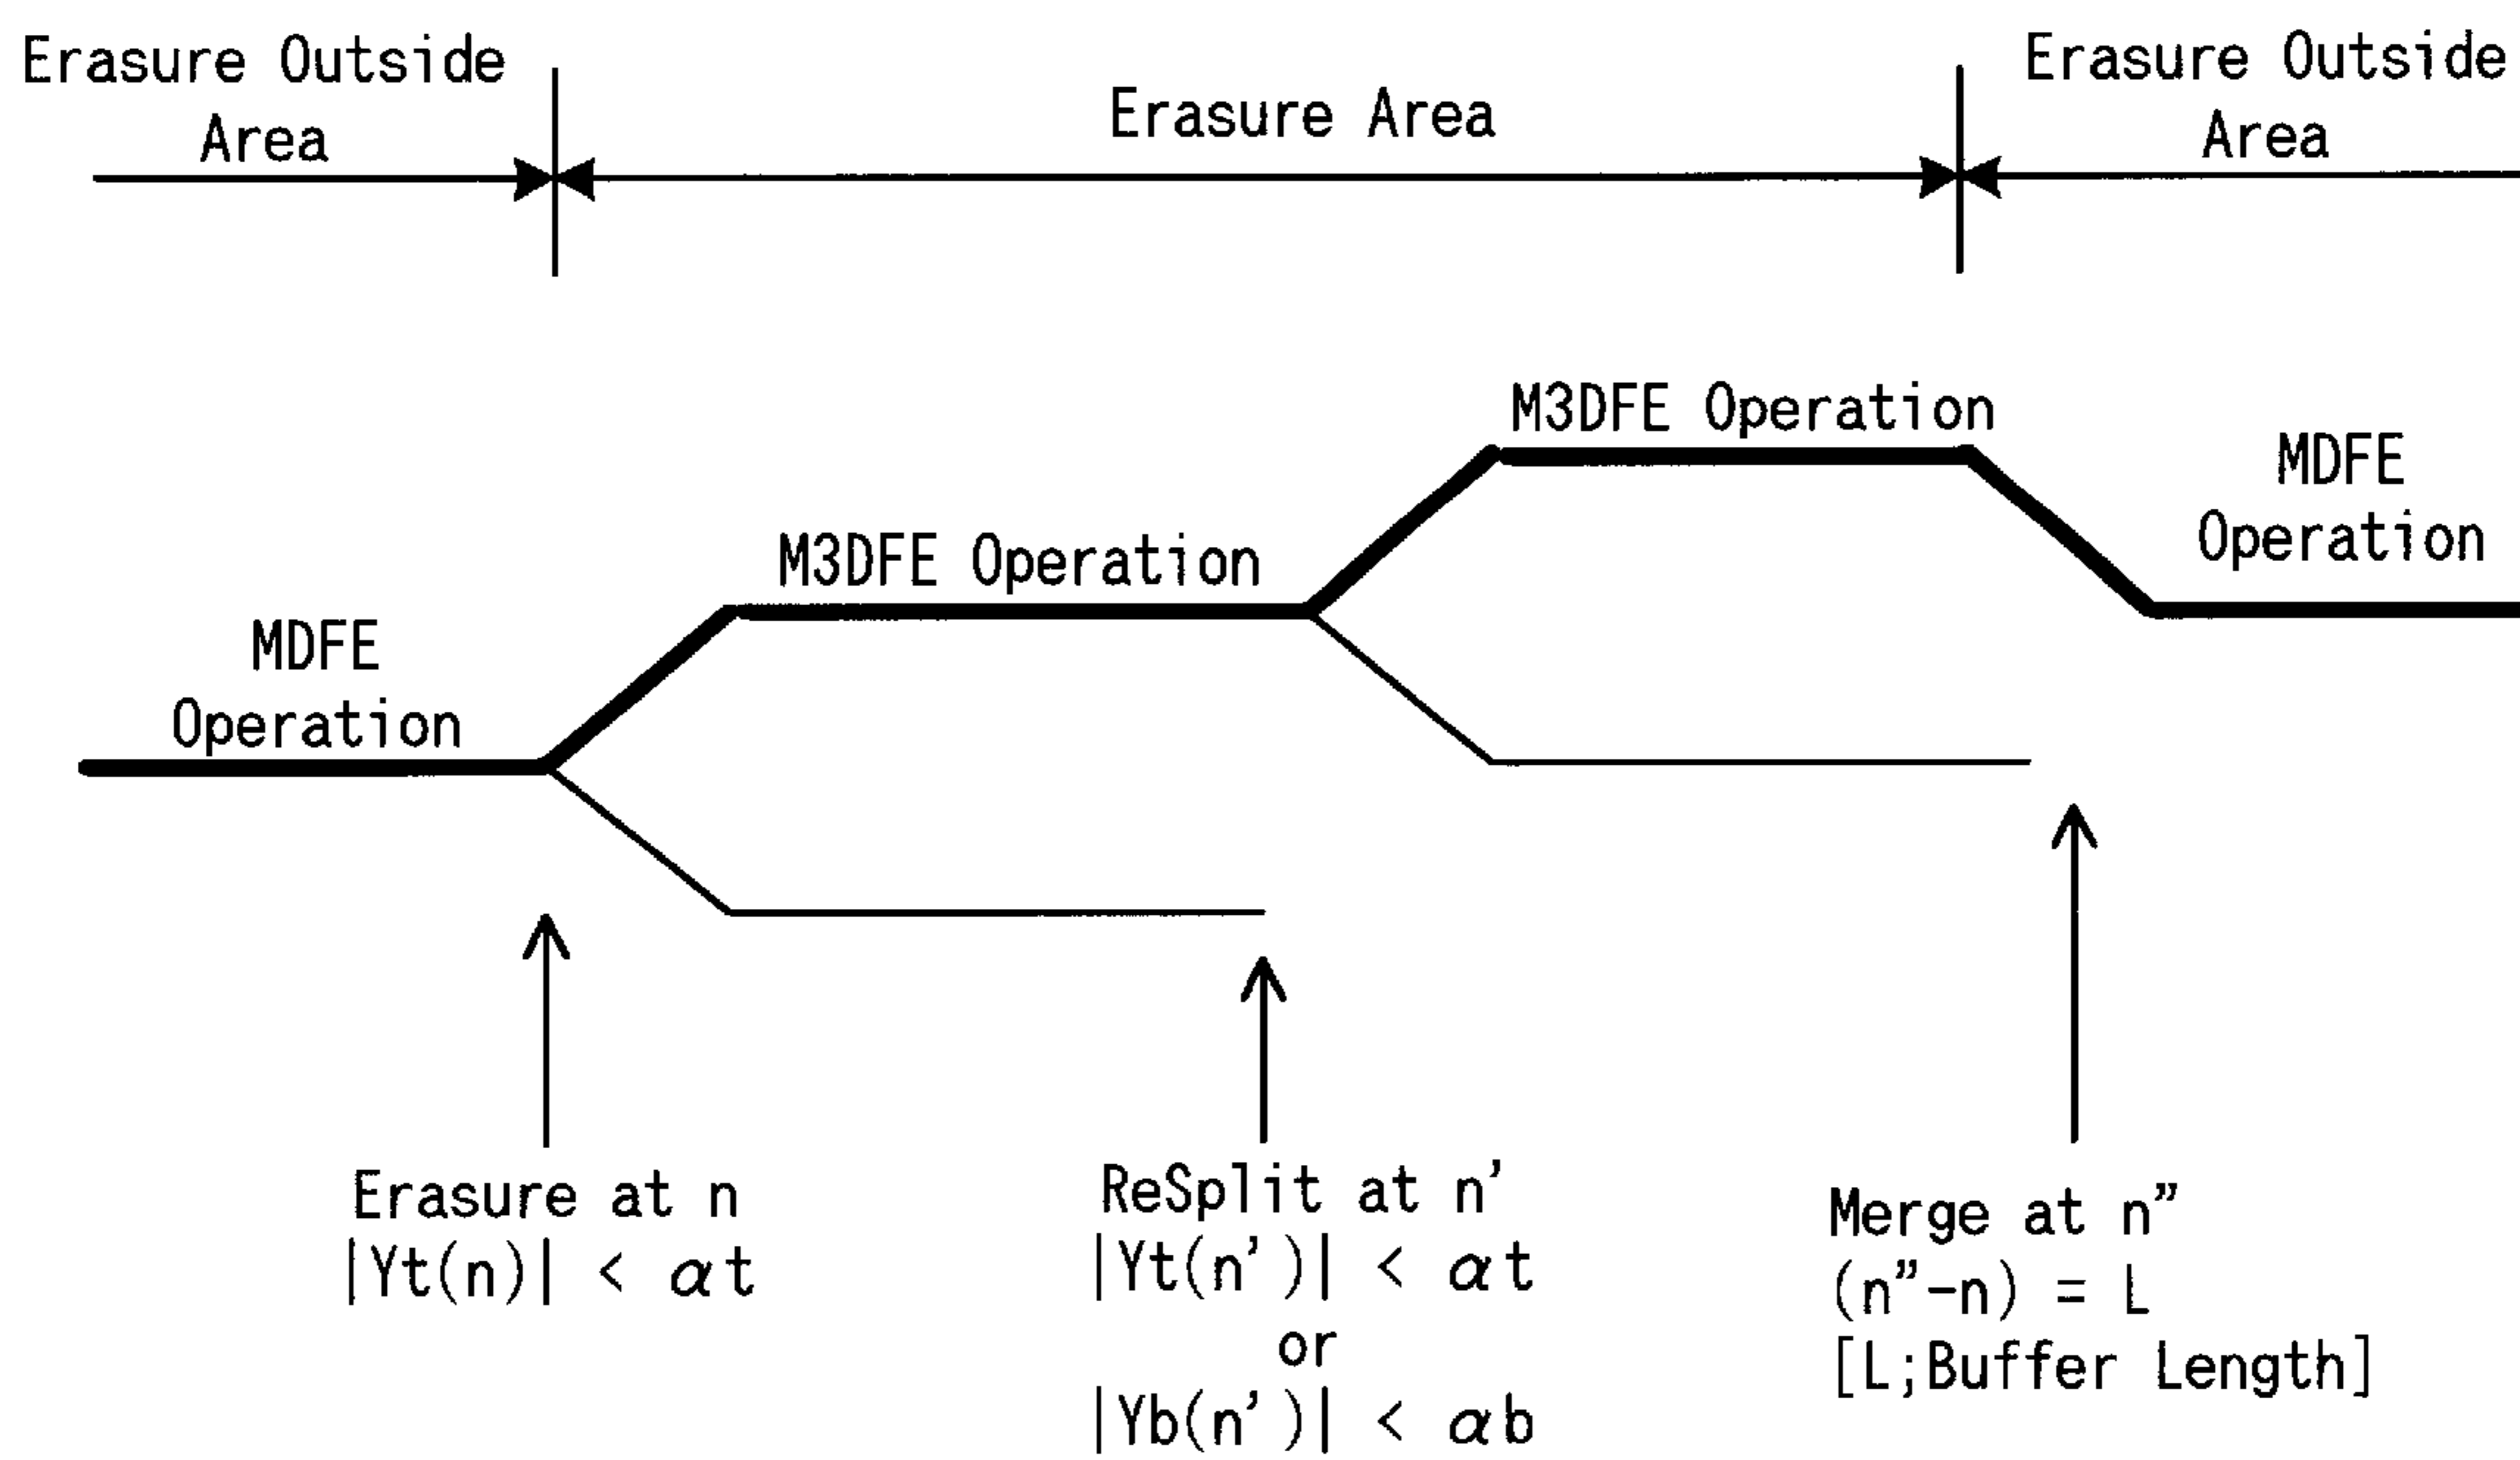 Erasure Outside
Area
Erasure Area
Erasure Outside
Area
M3DFE Operation
MDFE
Operation
M3DFE Operation
MDFE
Operation
Erasure at n
|Yt(n)| < αt
ReSplit at n'
|Yt(n')| < αt
or
|Yb(n')| < αb
Merge at n”
(n”-n) = L
[L;Buffer Length]